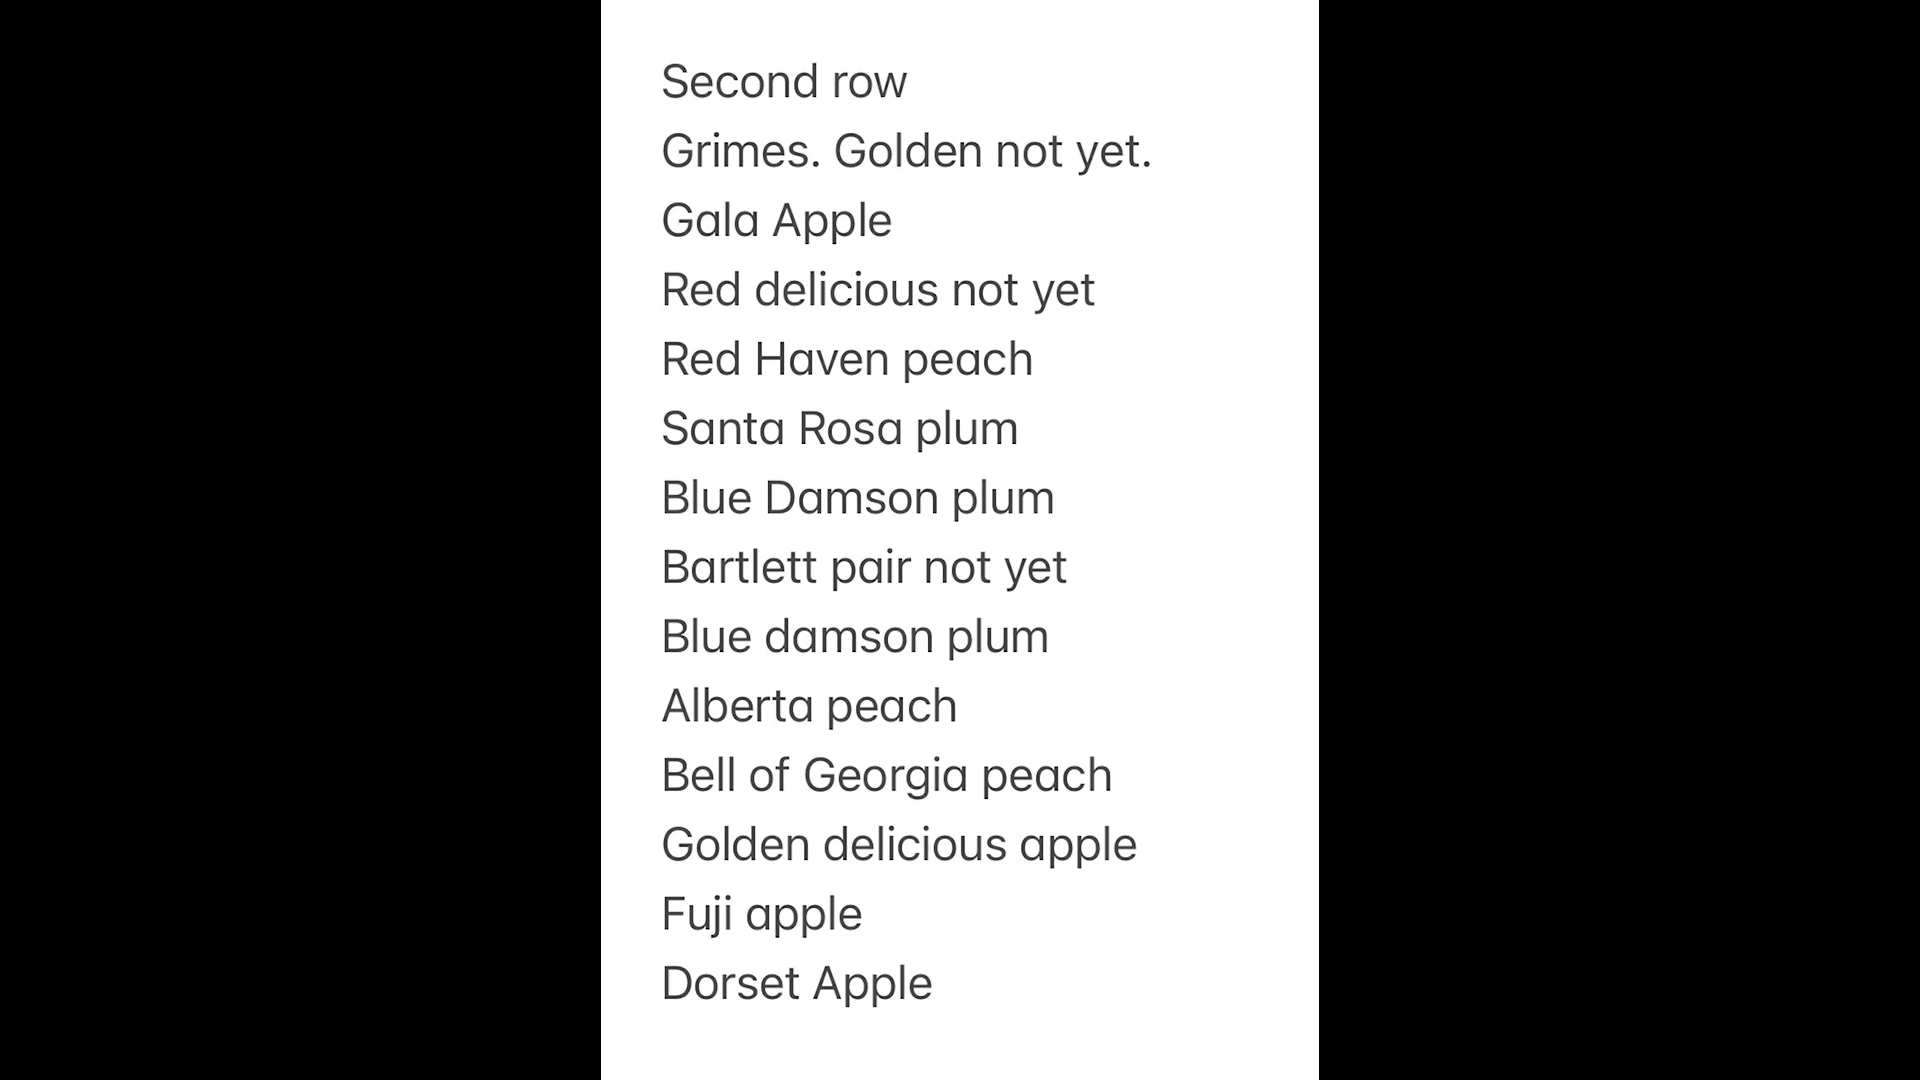 Second row
Grimes. Golden not yet.
Gala Apple
Red delicious not yet
Red Haven peach
Santa Rosa plum
Blue Damson plum
Bartlett pair not yet
Blue damson plum
Alberta peach
Bell of Georgia peach
Golden delicious apple
Fuji apple
Dorset Apple